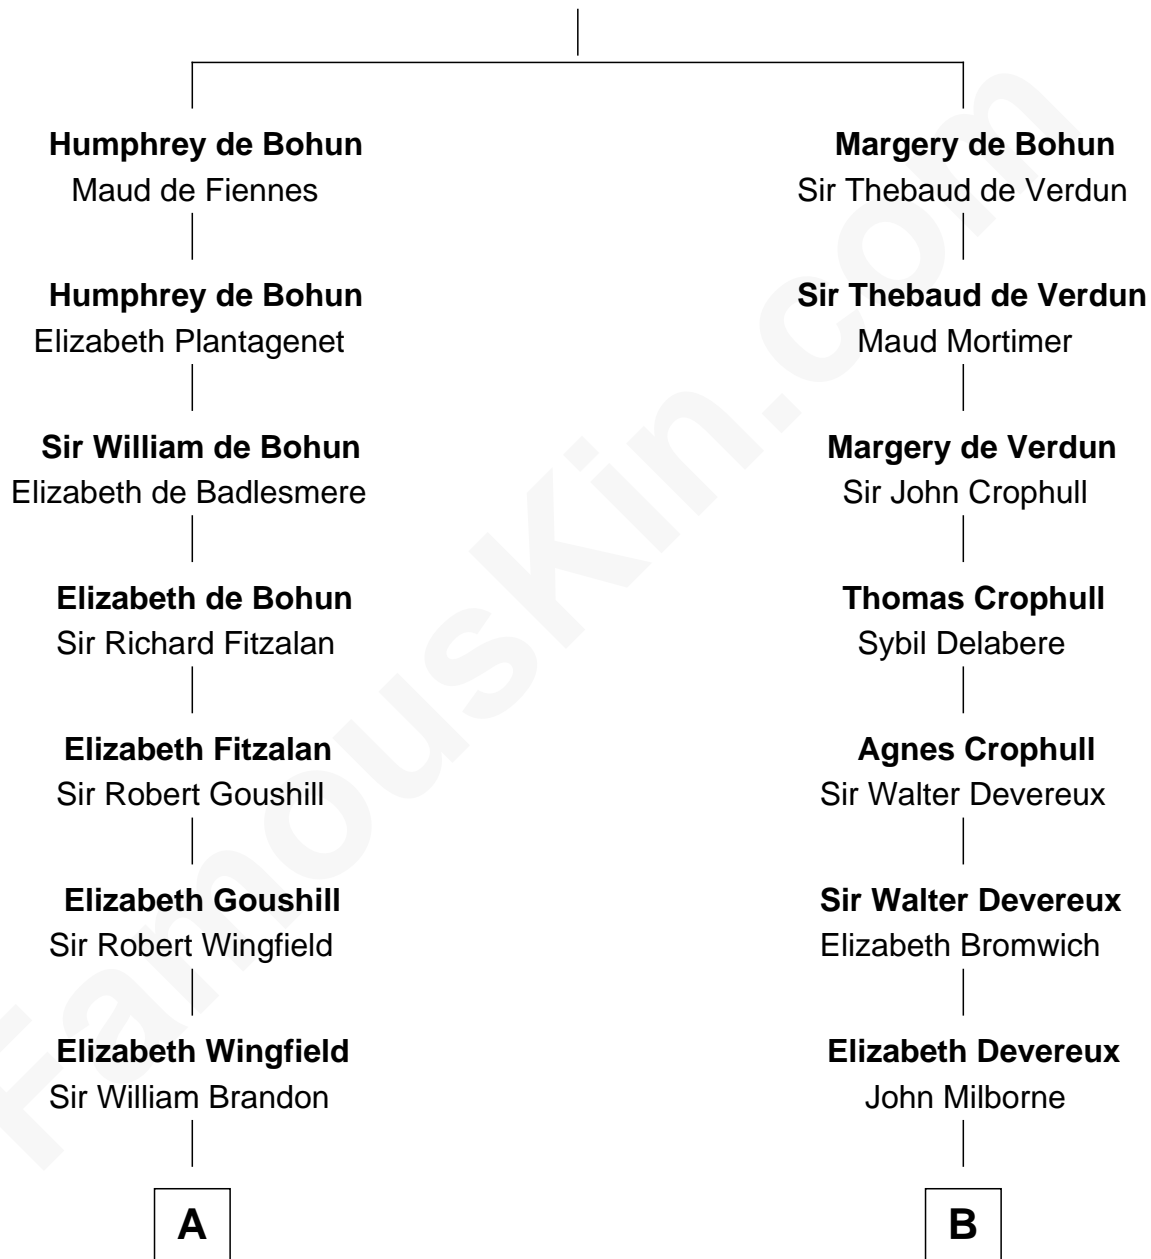 Humphrey de Bohun
Maud de Fiennes
Humphrey de Bohun
Elizabeth Plantagenet
Sir William de Bohun
Elizabeth de Badlesmere
Elizabeth de Bohun
Sir Richard Fitzalan
Elizabeth Fitzalan
Sir Robert Goushill
Elizabeth Goushill
Sir Robert Wingfield
Elizabeth Wingfield
Sir William Brandon
A
Margery de Bohun
Sir Thebaud de Verdun
Sir Thebaud de Verdun
Maud Mortimer
Margery de Verdun
Sir John Crophull
Thomas Crophull
Sybil Delabere
Agnes Crophull
Sir Walter Devereux
Sir Walter Devereux
Elizabeth Bromwich
Elizabeth Devereux
John Milborne
B
FamousKin.com